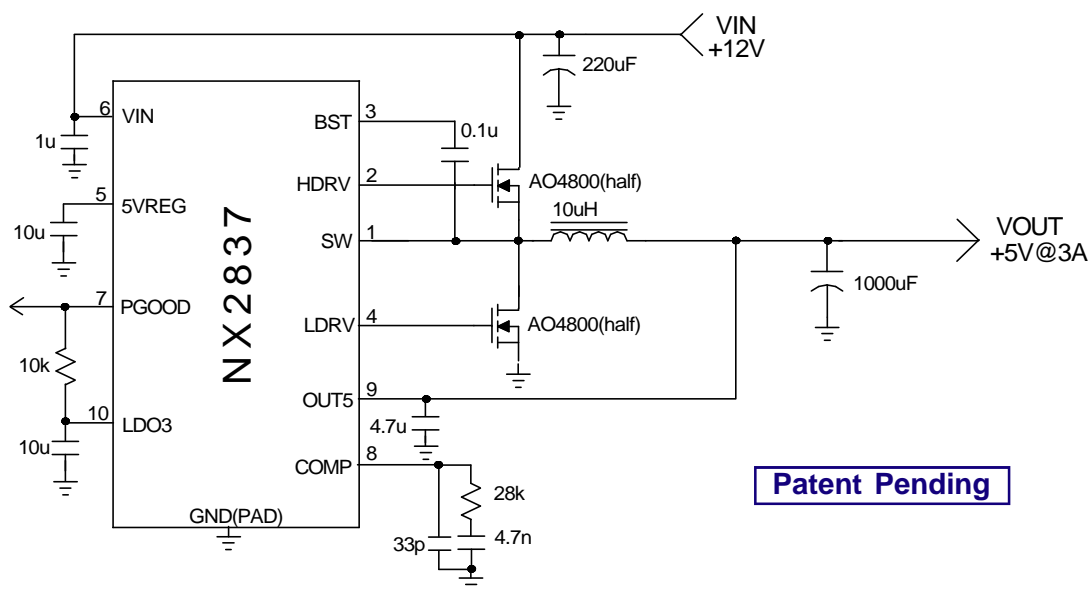 VIN
+12V
220uF
6
VIN
1u
3
BST
0.1u
2
HDRV
AO4800(half)
5
5VREG
10u
10uH
1
SW
VOUT
+5V@3A
1000uF
7
PGOOD
NX2837
4
LDRV
AO4800(half)
10k
9
OUT5
4.7u
10
LDO3
10u
8
COMP
28k
4.7n
33p
GND(PAD)
Patent Pending